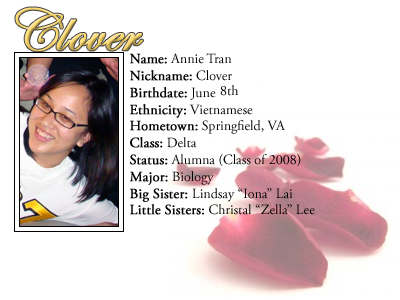 Clover
Name: Annie Tran
Nickname: Clover
Birthdate: June 8th
Ethnicity: Vietnamese
Hometown: Springfield, VA
Class: Delta
Status: Alumna (Class of 2008)
Major: Biology
Big Sister: Lindsay “Iona” Lai
Little Sisters: Christal “Zella” Lee